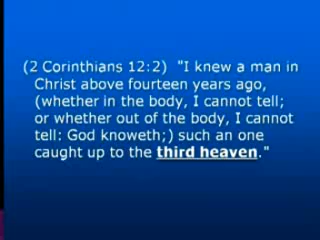 (2 Corinthians 12:2)  "I knew a man in
Christ above fourteen years ago,
(whether in the body, I cannot tell;
or whether out of the body, I cannot
tell: God knoweth;) such an one
caught up to the third heaven."